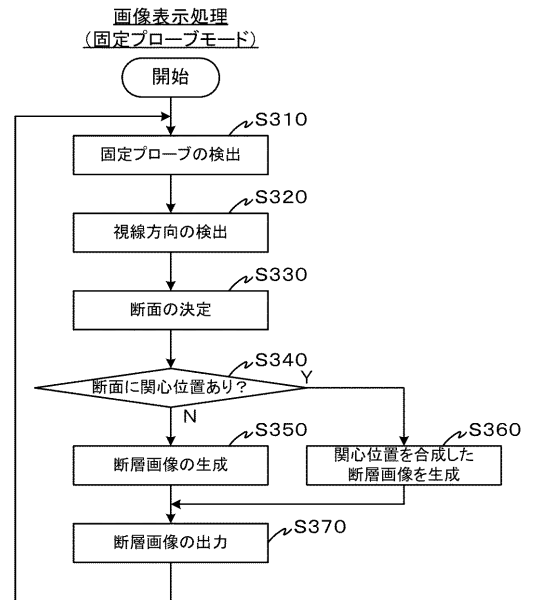 画像表示処理
（固定プローブモード）
開始
S310
固定プローブの検出
S320
視線方向の検出
S330
断面の決定
S340
断面に関心位置あり？
Y
N
S350
断層画像の生成
S360
関心位置を合成した
断層画像を生成
S370
断層画像の出力